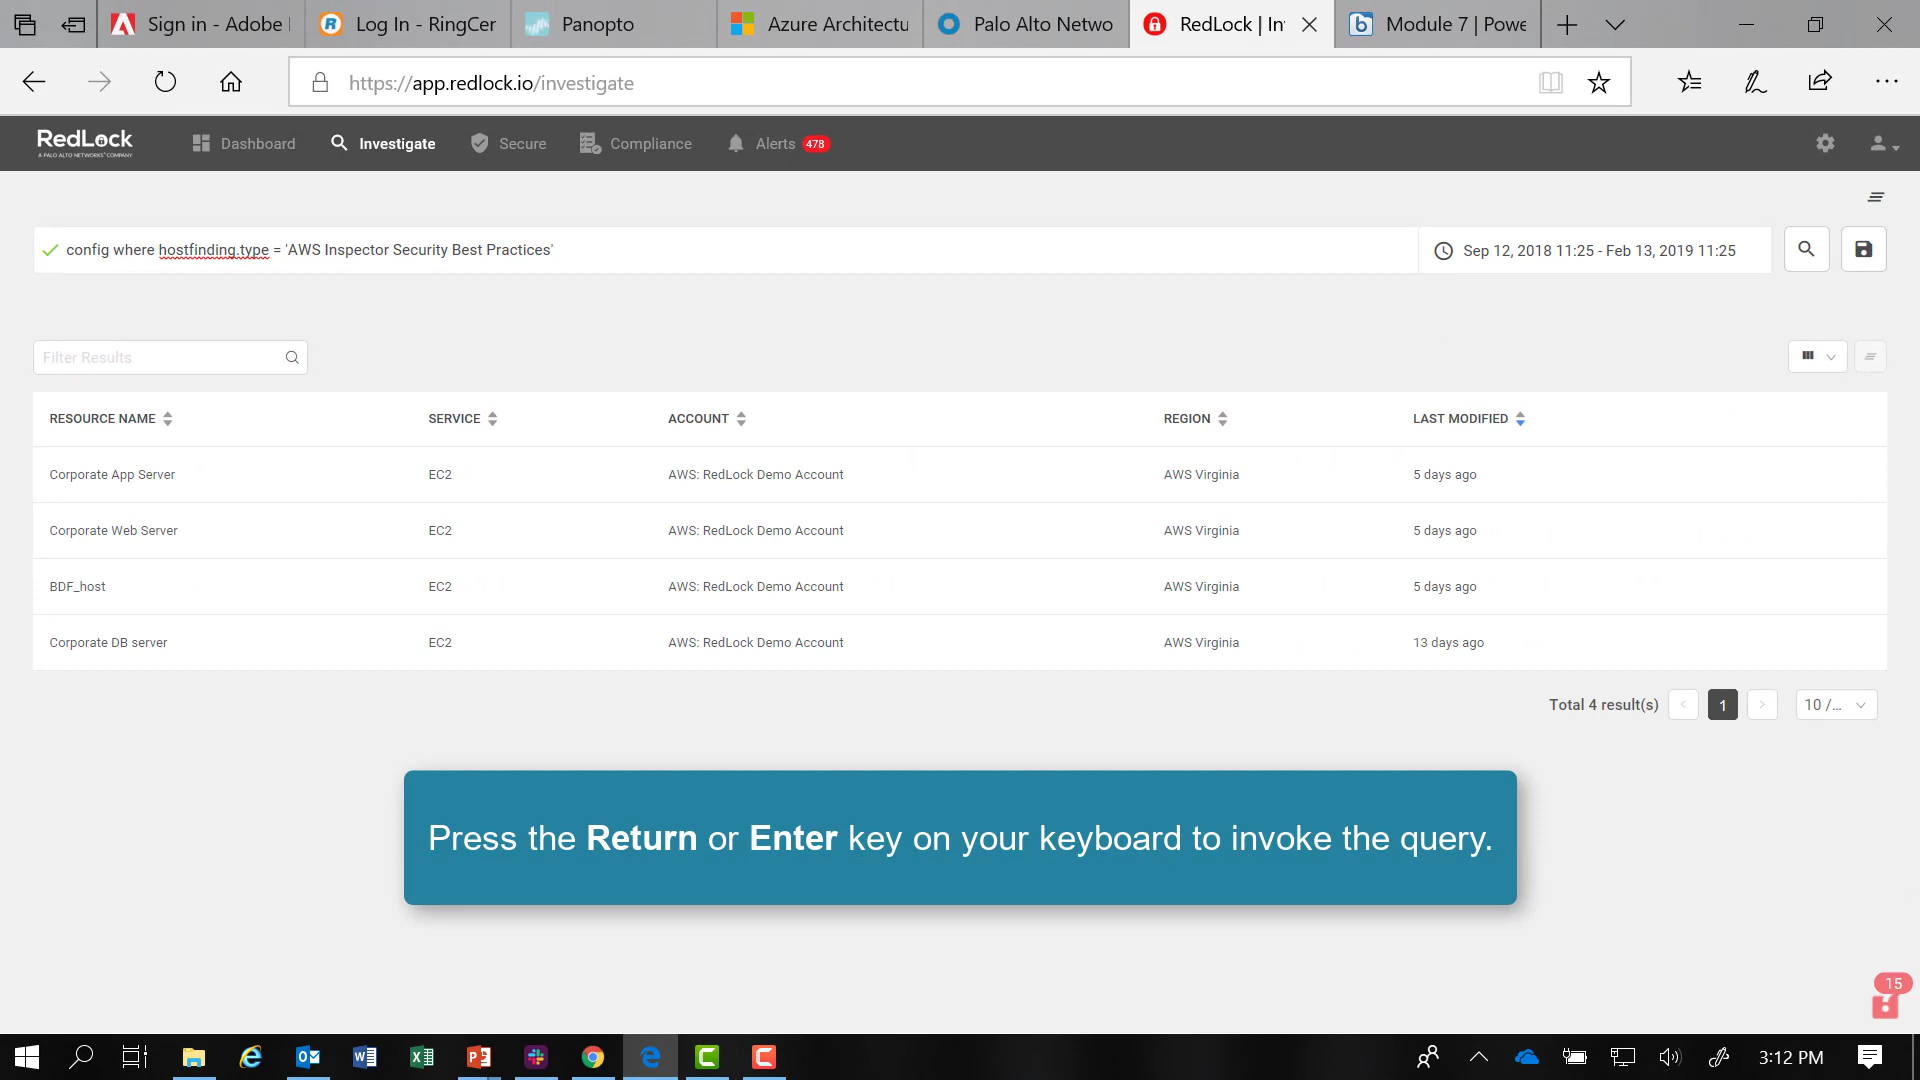 Sign in - Adobe
Log In - RingCer
Panopto
Azure Architectu
Palo Alto Netwo
RedLock | In
Module 7 | Powe
https://app.redlock.io/investigate
RedLock
A PALO ALTO NETWORKS COMPANY
Dashboard
Investigate
Secure
Compliance
Alerts 478
config where hostfinding.type = 'AWS Inspector Security Best Practices'
Sep 12, 2018 11:25 - Feb 13, 2019 11:25
Filter Results
RESOURCE NAME SERVICE ACCOUNT REGION LAST MODIFIED
Corporate App Server EC2 AWS: RedLock Demo Account AWS Virginia 5 days ago
Corporate Web Server EC2 AWS: RedLock Demo Account AWS Virginia 5 days ago
BDF_host EC2 AWS: RedLock Demo Account AWS Virginia 5 days ago
Corporate DB server EC2 AWS: RedLock Demo Account AWS Virginia 13 days ago
Total 4 result(s) < 1 > 10 /...
Press the Return or Enter key on your keyboard to invoke the query.
15
3:12 PM